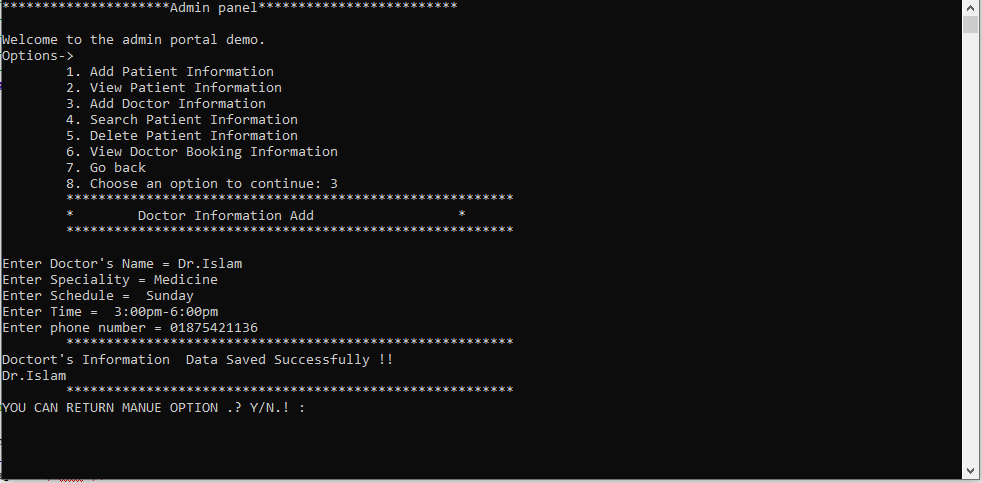 *********************Admin panel*************************
Welcome to the admin portal demo.
Options->
1. Add Patient Information
2. View Patient Information
3. Add Doctor Information
4. Search Patient Information
5. Delete Patient Information
6. View Doctor Booking Information
7. Go back
8. Choose an option to continue: 3
********************************************************
* Doctor Information Add *
********************************************************
Enter Doctor's Name = Dr.Islam
Enter Speciality = Medicine
Enter Schedule =  Sunday
Enter Time =  3:00pm-6:00pm
Enter phone number = 01875421136
********************************************************
Doctort's Information  Data Saved Successfully !!
Dr.Islam
********************************************************
YOU CAN RETURN MANUE OPTION .? Y/N.! :